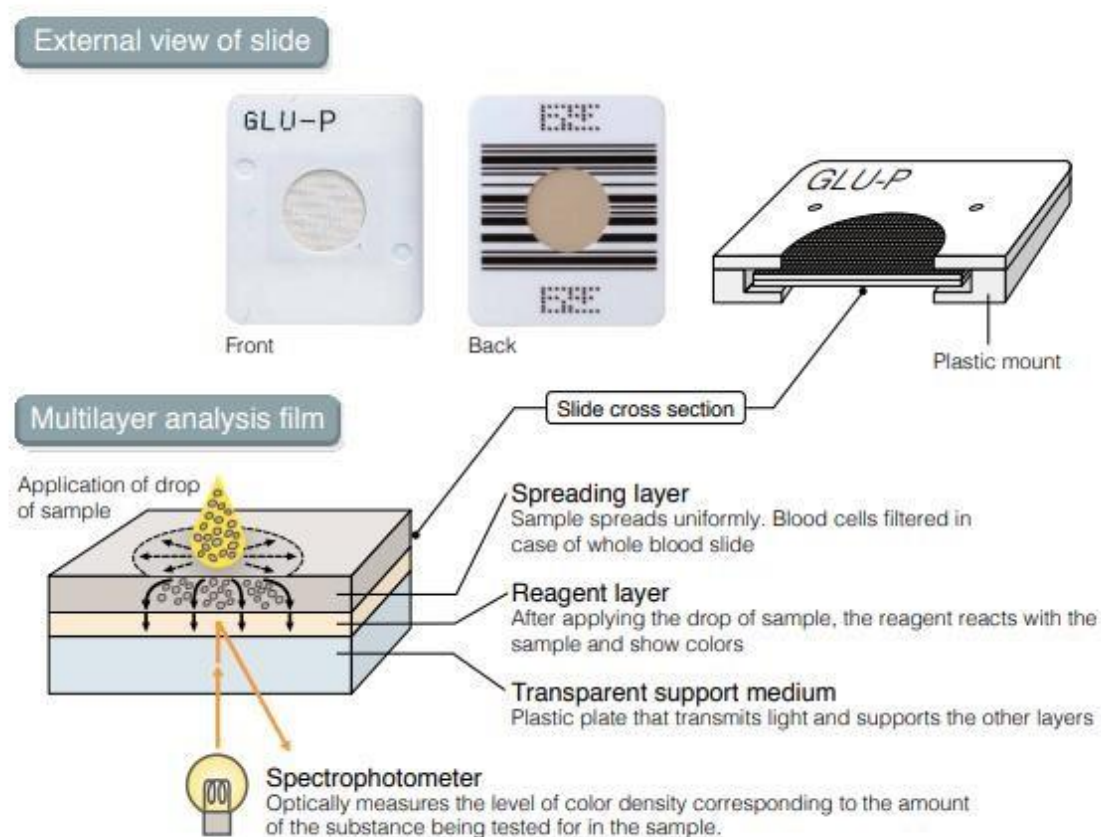 External view of slide
GLU-P
Front
Back
GLU-P
Plastic mount
Slide cross section
Multilayer analysis film
Application of drop
of sample
Spreading layer
Sample spreads uniformly. Blood cells filtered in
case of whole blood slide
Reagent layer
After applying the drop of sample, the reagent reacts with the
sample and show colors
Transparent support medium
Plastic plate that transmits light and supports the other layers
Spectrophotometer
Optically measures the level of color density corresponding to the amount
of the substance being tested for in the sample.